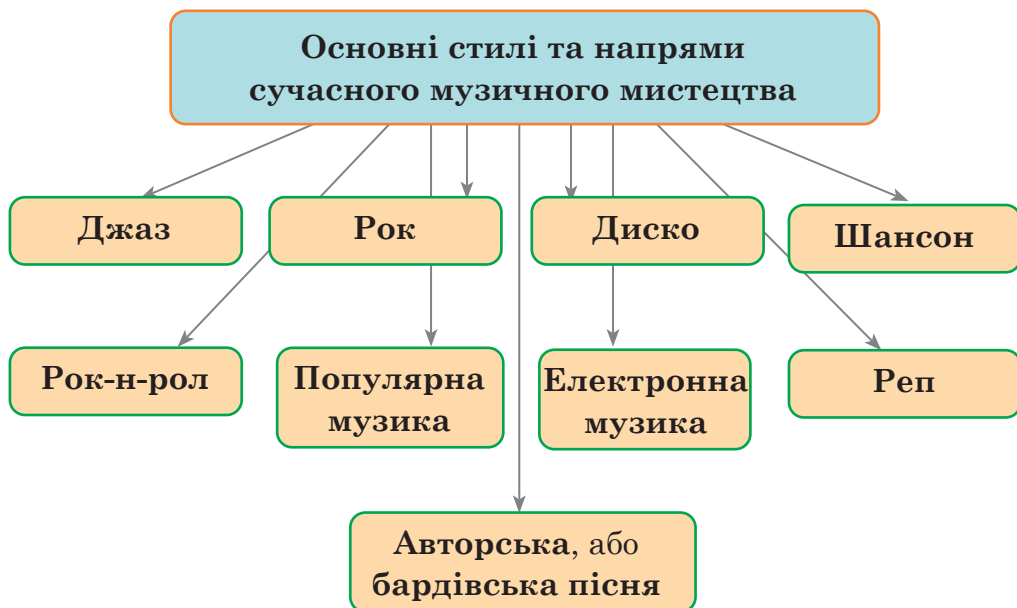 Основні стилі та напрями
сучасного музичного мистецтва
Джаз
Рок
Диско
Шансон
Рок-н-рол
Популярна
музика
Електронна
музика
Реп
Авторська, або
бардівська пісня